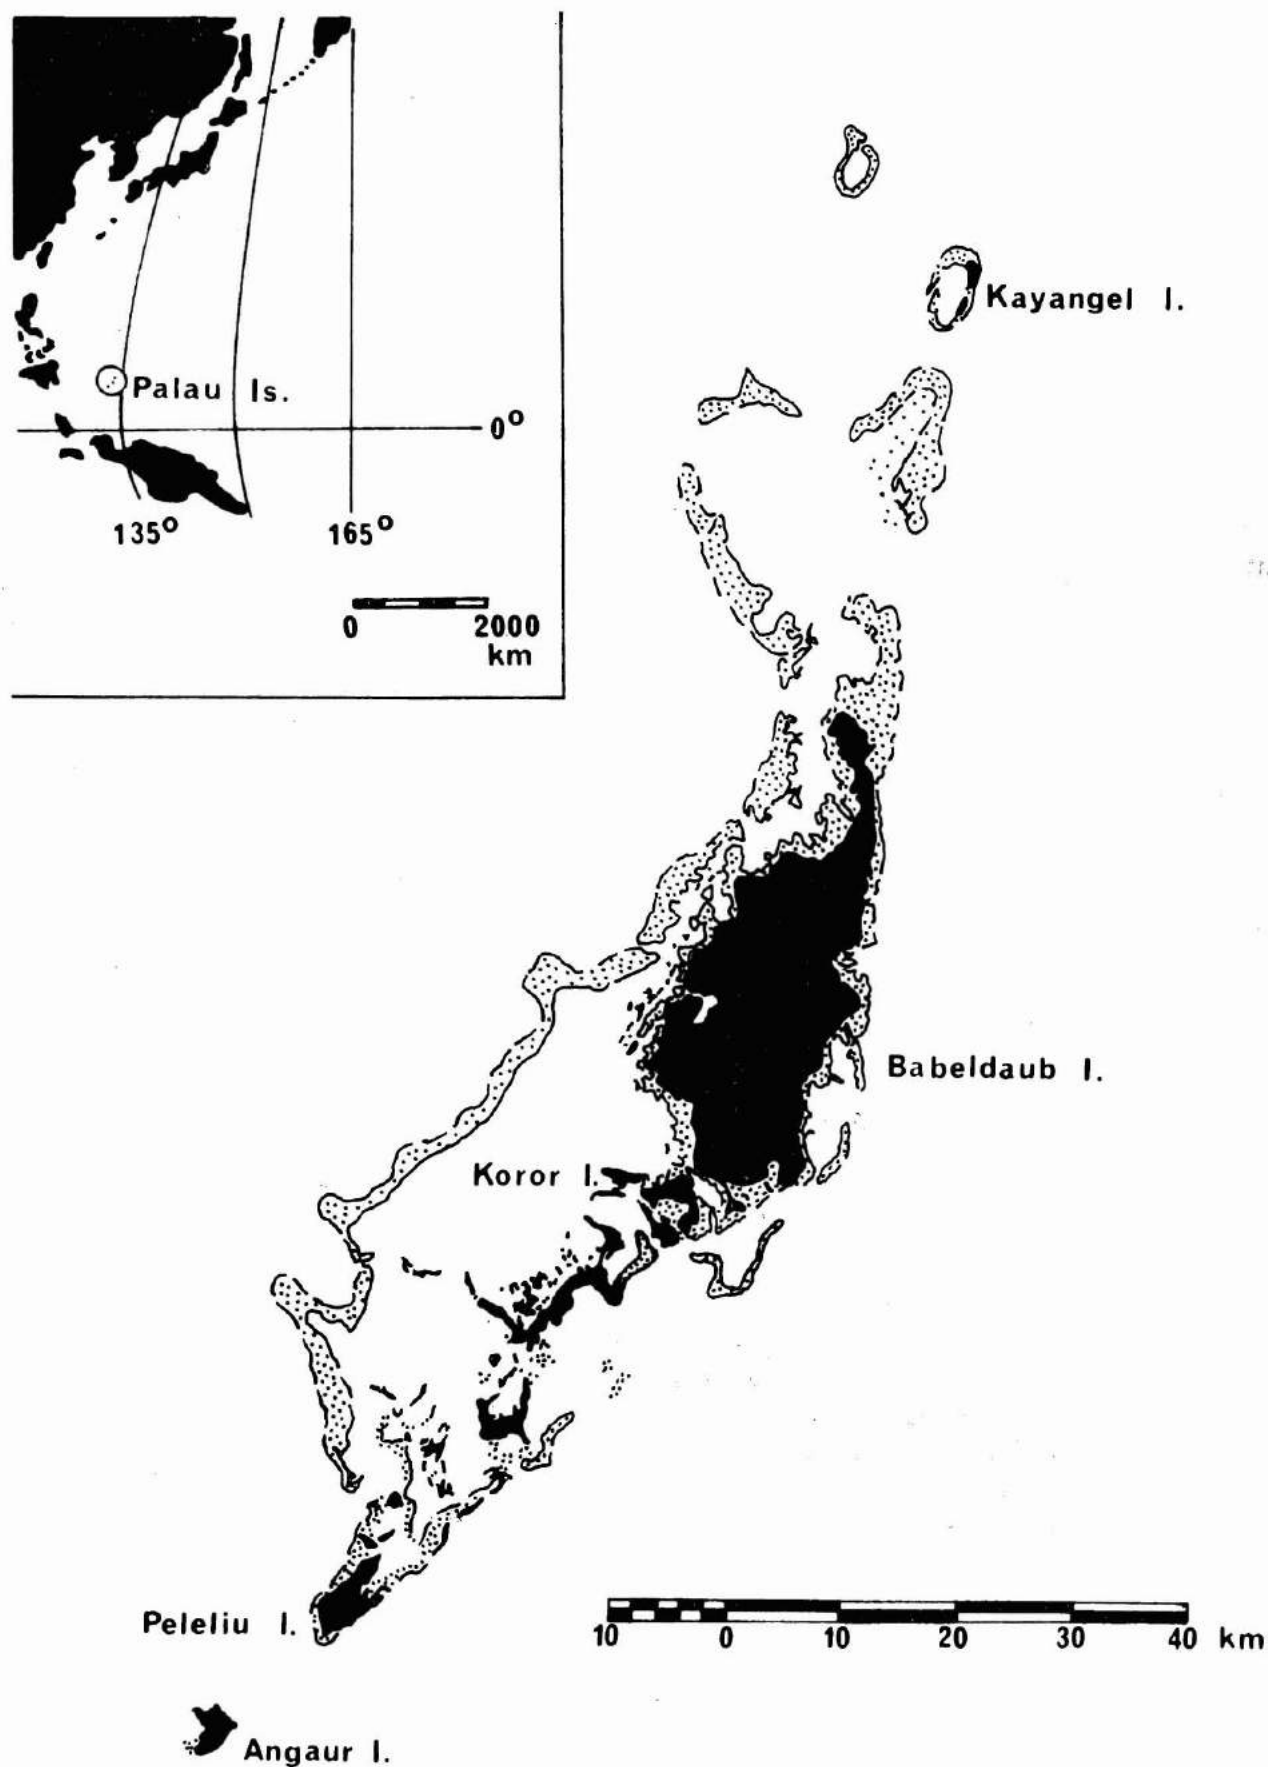 Kayangel I.
Palau Is.
0°
135°
165°
0
2000
km
Babeldaub I.
Koror I.
Peleliu I.
10 0 10 20 30 40 km
Angaur I.